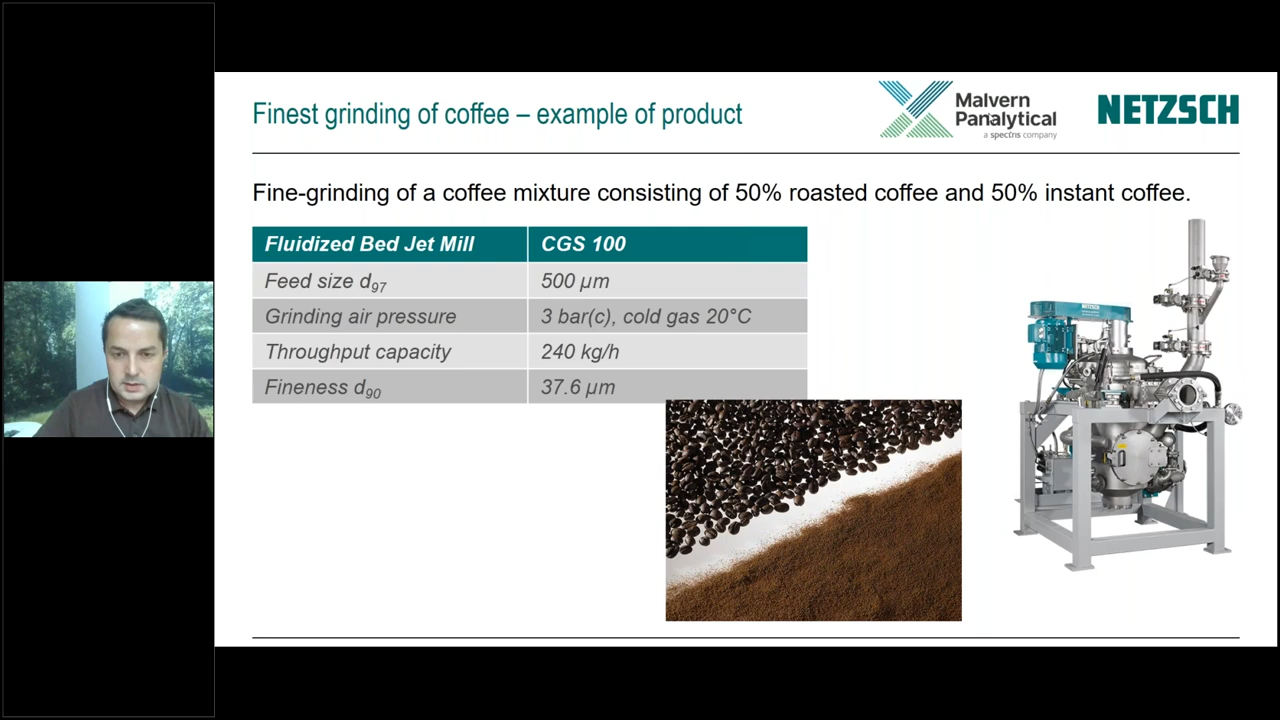 Finest grinding of coffee – example of product
Malvern
Panalytical
a spectris company
NETZSCH
Fine-grinding of a coffee mixture consisting of 50% roasted coffee and 50% instant coffee.
Fluidized Bed Jet Mill CGS 100
Feed size d97 500 µm
Grinding air pressure 3 bar(c), cold gas 20°C
Throughput capacity 240 kg/h
Fineness d90 37.6 µm
NETZSCH